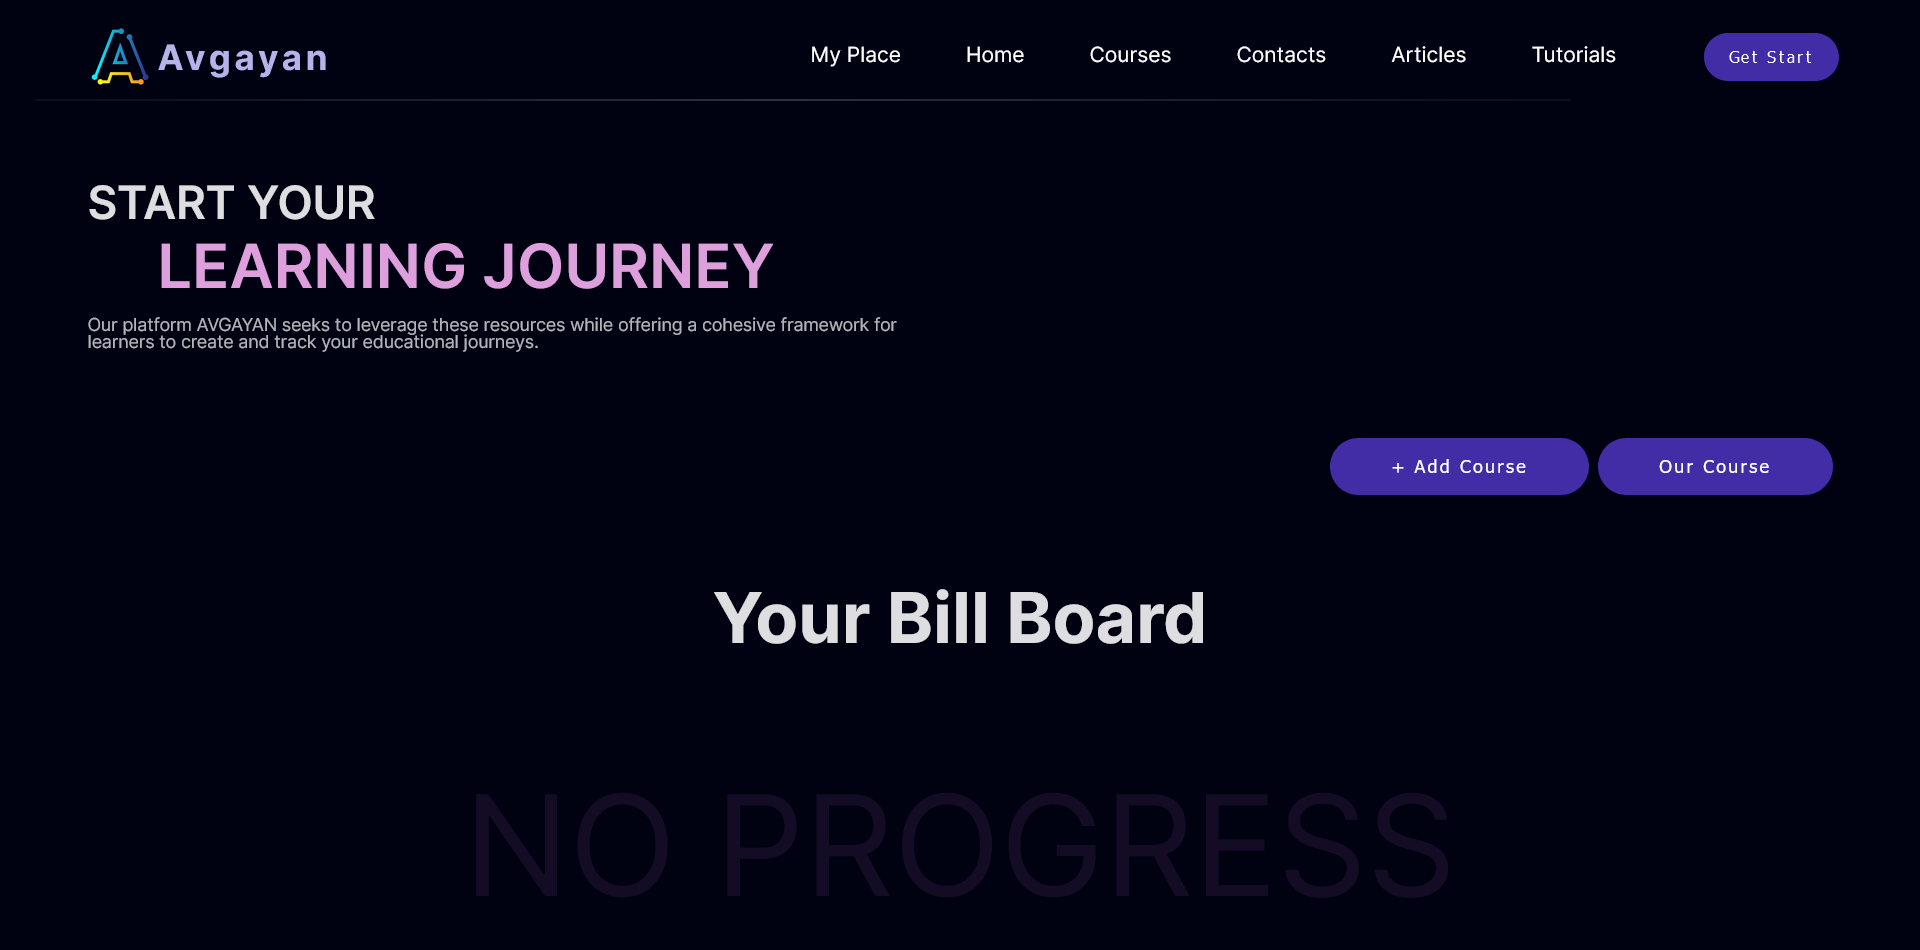 Avgayan
My Place Home Courses Contacts Articles Tutorials Get Start
START YOUR
LEARNING JOURNEY
Our platform AVGAYAN seeks to leverage these resources while offering a cohesive framework for
learners to create and track your educational journeys.
+ Add Course Our Course
Your Bill Board
NO PROGRESS